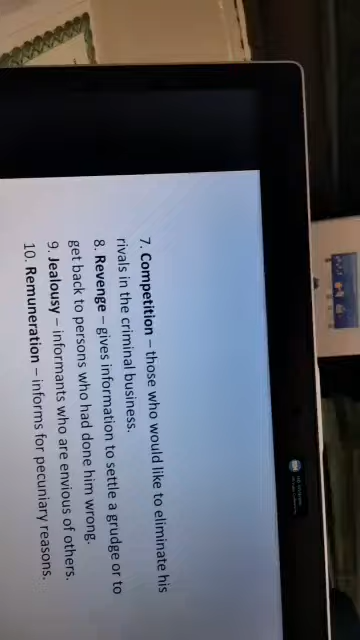 7. Competition – those who would like to eliminate his
rivals in the criminal business.
8. Revenge – gives information to settle a grudge or to
get back to persons who had done him wrong.
9. Jealousy – informants who are envious of others.
10. Remuneration – informs for pecuniary reasons.